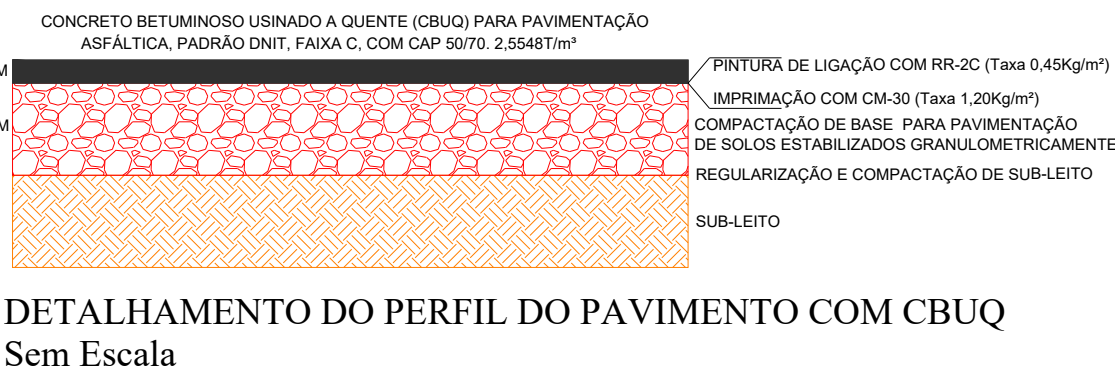 CONCRETO BETUMINOSO USINADO A QUENTE (CBUQ) PARA PAVIMENTAÇÃO
ASFÁLTICA, PADRÃO DNIT, FAIXA C, COM CAP 50/70. 2,5548T/m³
M
M
PINTURA DE LIGAÇÃO COM RR-2C (Taxa 0,45Kg/m²)
IMPRIMAÇÃO COM CM-30 (Taxa 1,20Kg/m²)
COMPACTAÇÃO DE BASE PARA PAVIMENTAÇÃO
DE SOLOS ESTABILIZADOS GRANULOMETRICAMENTE
REGULARIZAÇÃO E COMPACTAÇÃO DE SUB-LEITO
SUB-LEITO
DETALHAMENTO DO PERFIL DO PAVIMENTO COM CBUQ
Sem Escala